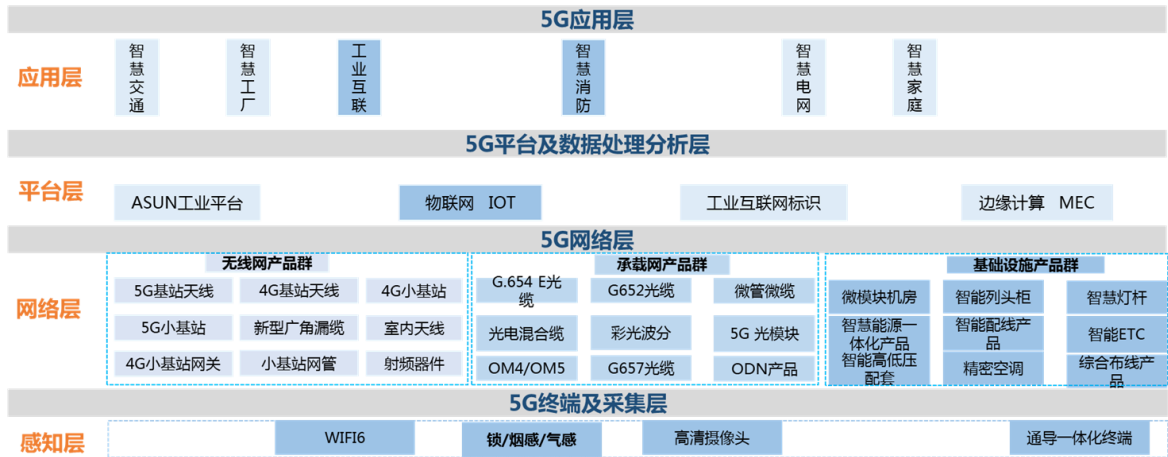 5G应用层
应用层
智慧交通
智慧工厂
工业互联
智慧消防
智慧电网
智慧家庭
5G平台及数据处理分析层
平台层
ASUN工业平台
物联网 IOT
工业互联网标识
边缘计算 MEC
5G网络层
网络层
无线网产品群
5G基站天线
4G基站天线
4G小基站
5G小基站
新型广角漏缆
室内天线
4G小基站网关
小基站网管
射频器件
承载网产品群
G.654 E光
缆
G652光缆
微管微缆
光电混合缆
彩光波分
5G 光模块
OM4/OM5
G657光缆
ODN产品
基础设施产品群
微模块机房
智能列头柜
智慧灯杆
智慧能源一
体化产品
智能配线产
品
智能ETC
智能高低压
配套
精密空调
综合布线产
品
5G终端及采集层
感知层
WIFI6
锁/烟感/气感
高清摄像头
通导一体化终端